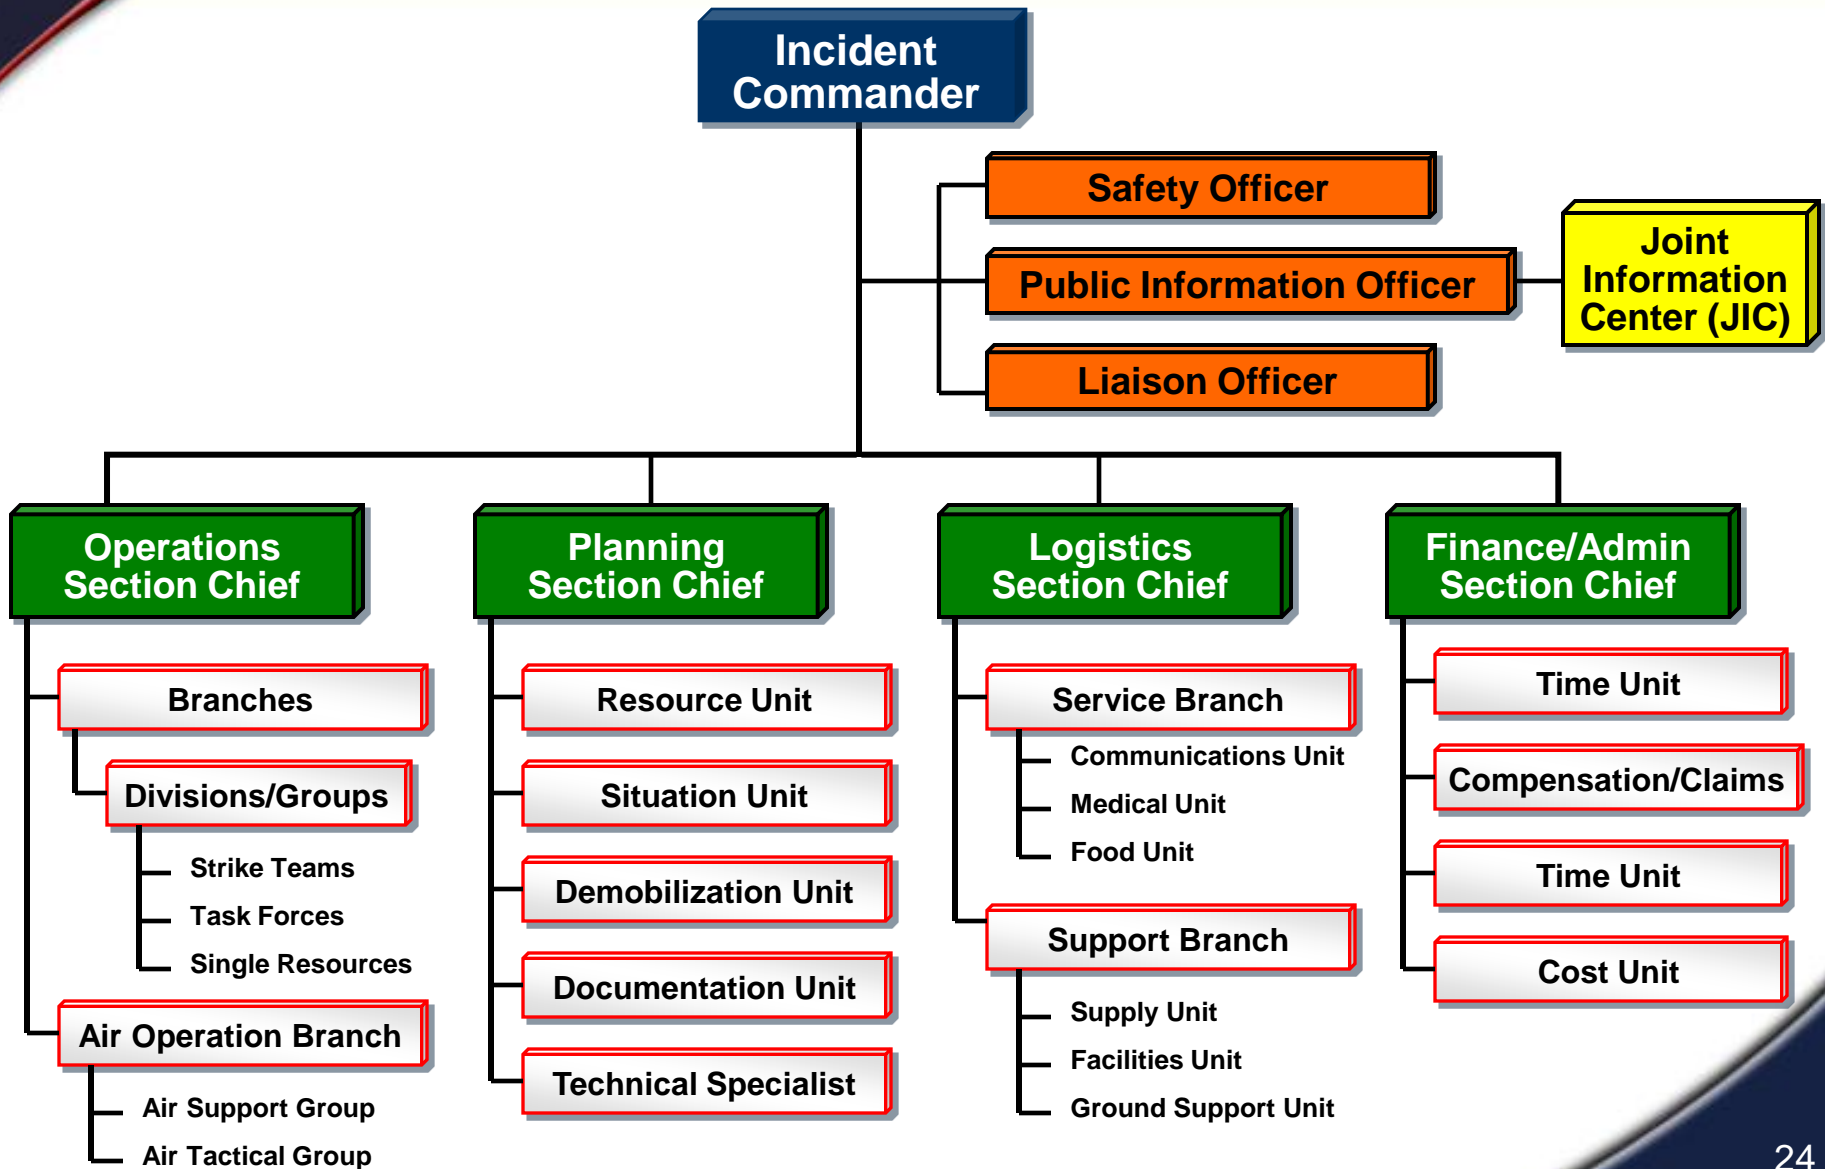 Incident
Commander
Safety Officer
Public Information Officer
Joint
Information
Center (JIC)
Liaison Officer
Operations
Section Chief
Branches
Divisions/Groups
Strike Teams
Task Forces
Single Resources
Air Operation Branch
Air Support Group
Air Tactical Group
Planning
Section Chief
Resource Unit
Situation Unit
Demobilization Unit
Documentation Unit
Technical Specialist
Logistics
Section Chief
Service Branch
Communications Unit
Medical Unit
Food Unit
Support Branch
Supply Unit
Facilities Unit
Ground Support Unit
Finance/Admin
Section Chief
Time Unit
Compensation/Claims
Time Unit
Cost Unit
24